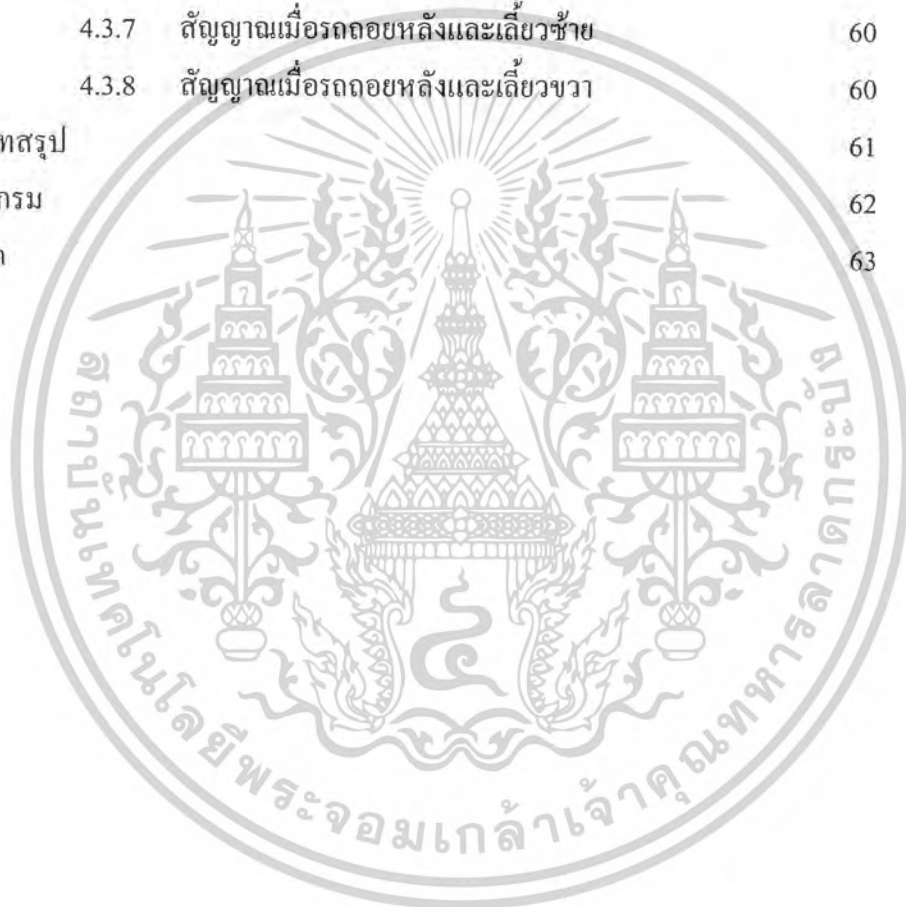 4.3.7 สัญญาณเมื่อรถถอยหลังและเลี้ยวซ้าย 60
4.3.8 สัญญาณเมื่อรถถอยหลังและเลี้ยวขวา 60
ทสรุป 61
กรม 62
63
สถาบันเทคโนโลยีพระจอมเกล้าเจ้าคุณทหารลาดกระบัง
๔